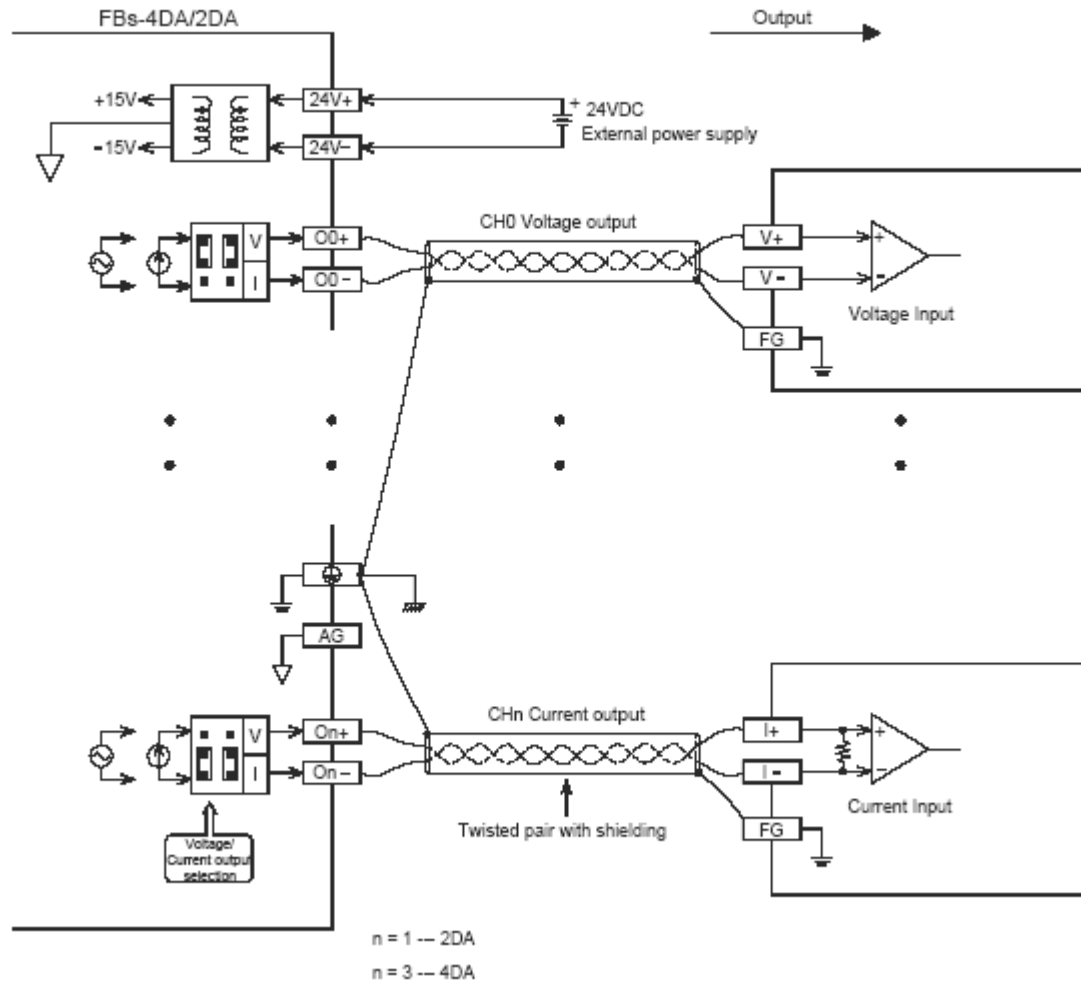 FBs-4DA/2DA
Output
+15V
24V+
+ 24VDC
External power supply
-15V
24V-
CH0 Voltage output
V
O0+
V+
+
I
O0-
V-
-
Voltage Input
FG
AG
CHn Current output
V
On+
I+
+
I
On-
I-
-
Current Input
Twisted pair with shielding
FG
Voltage/
Current output
selection
n = 1 --- 2DA
n = 3 --- 4DA